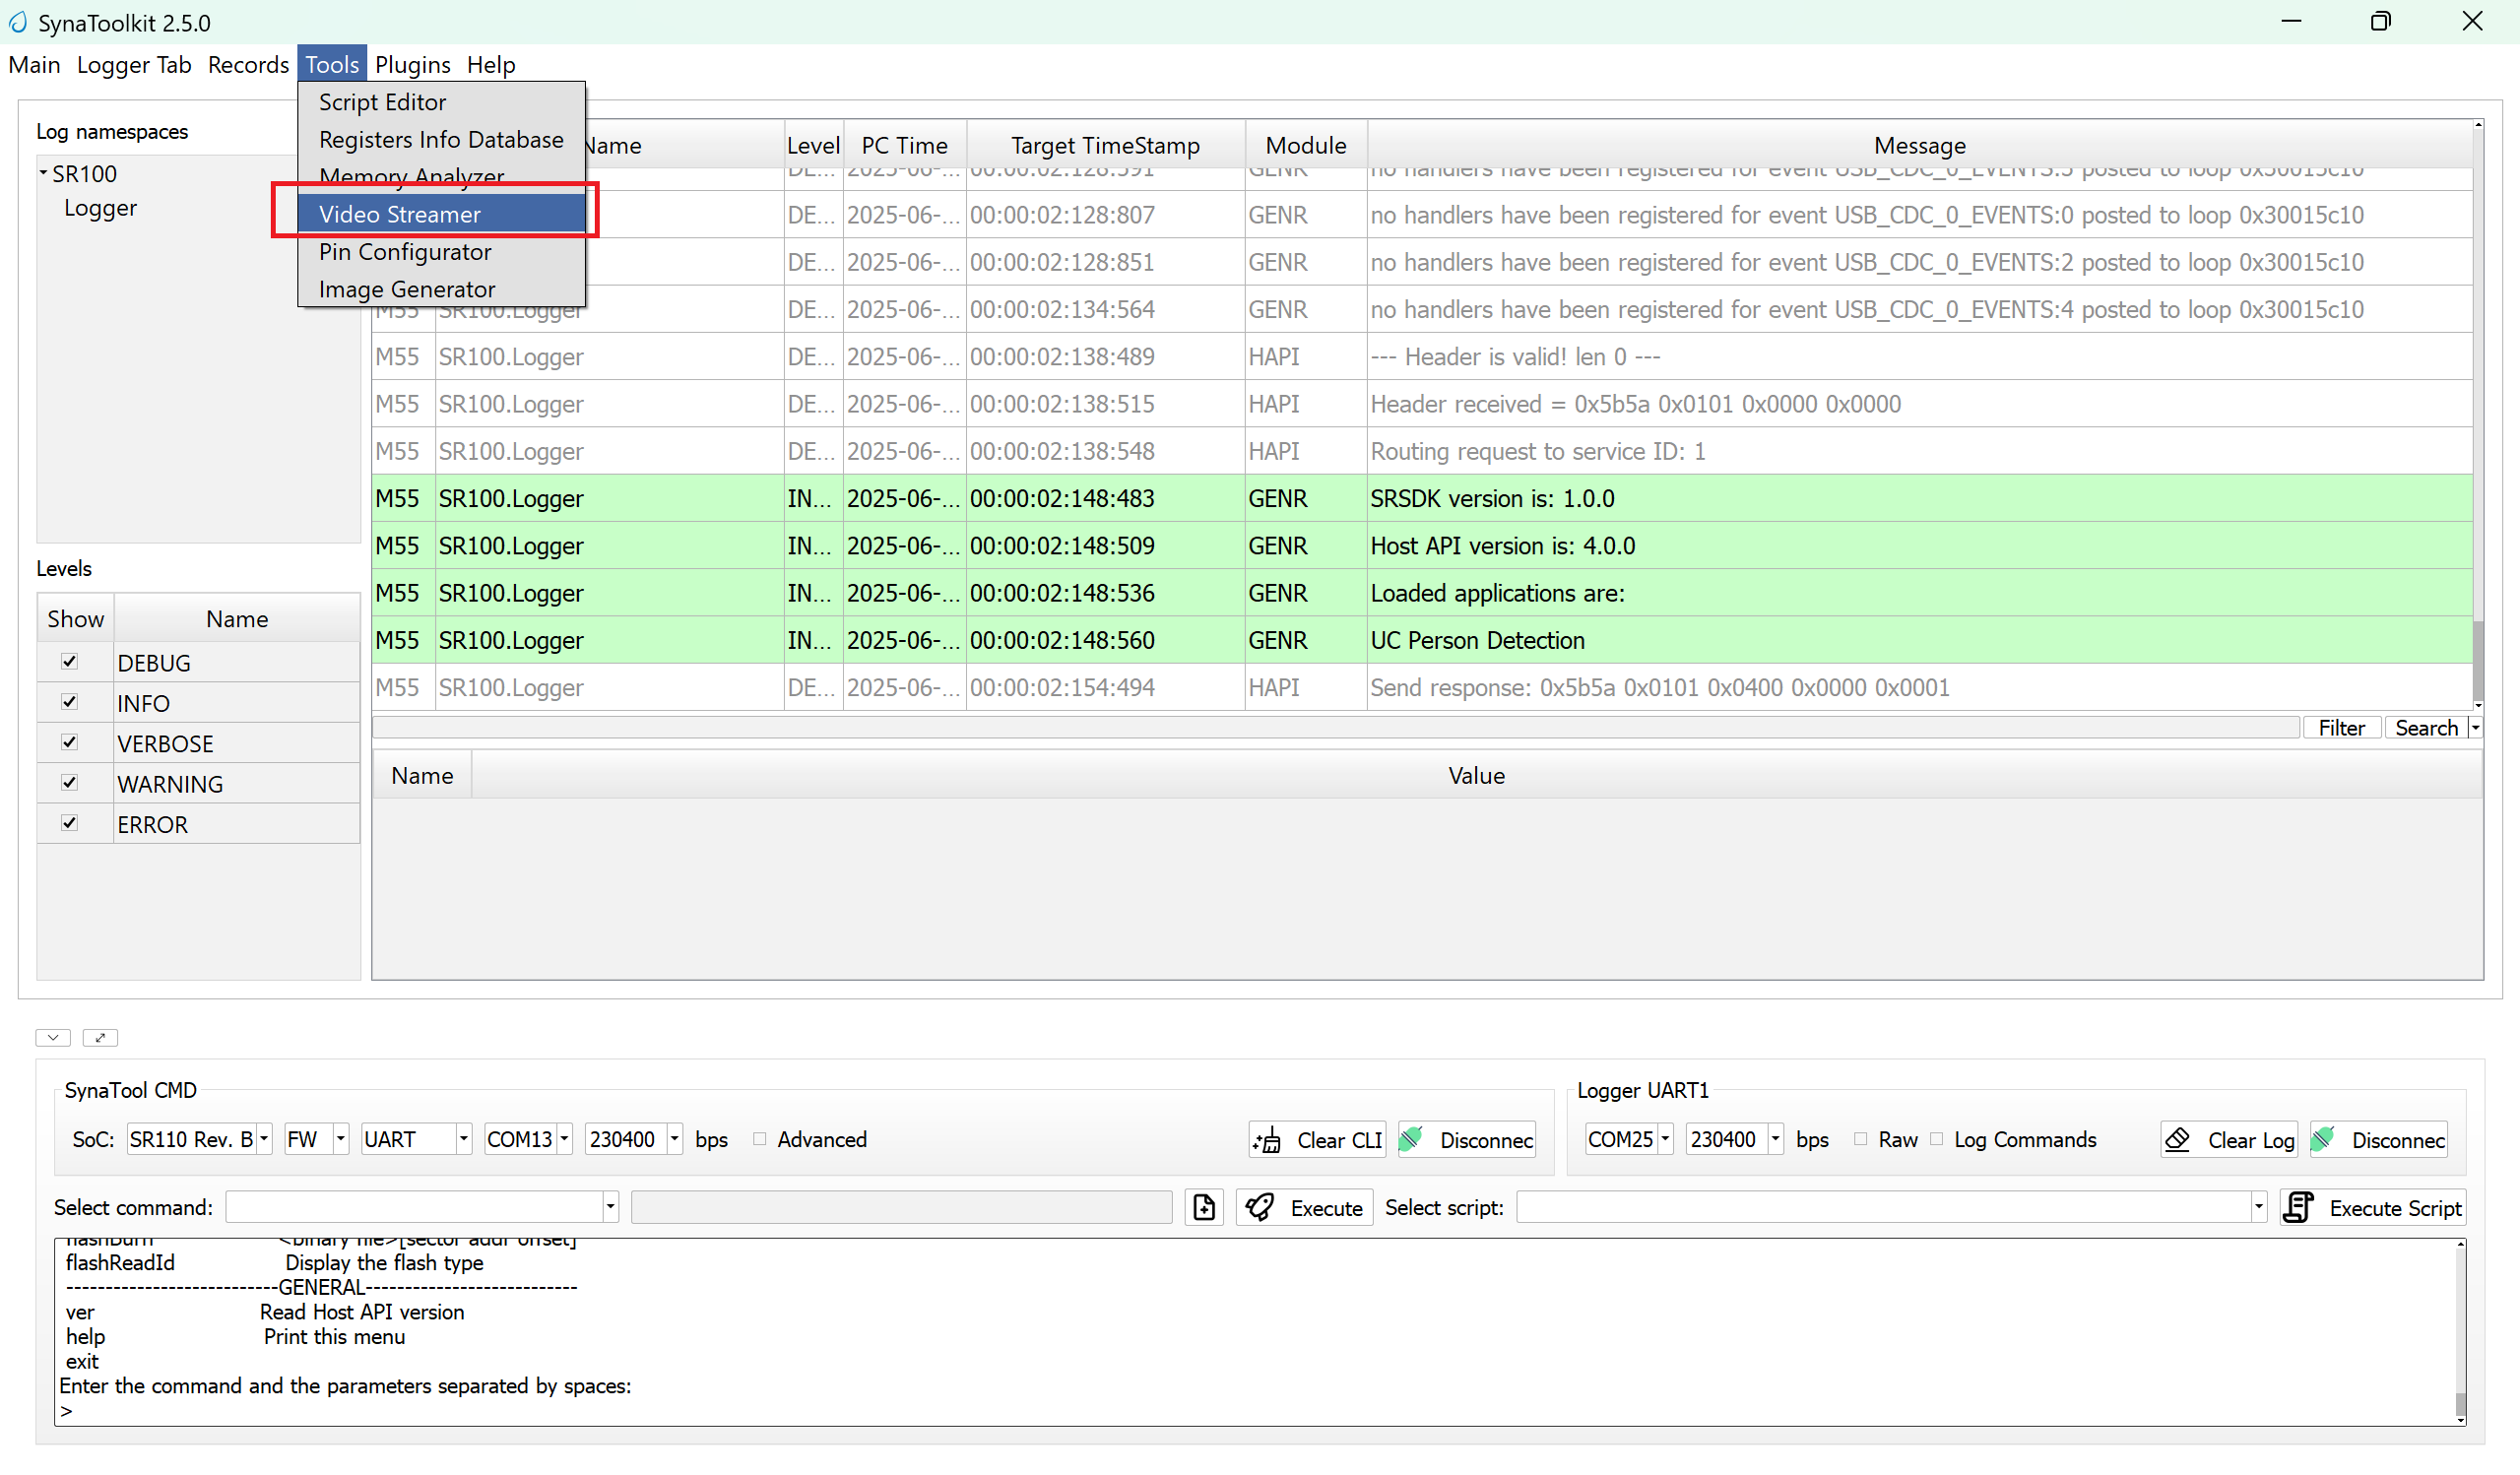 SynaToolkit 2.5.0
Main Logger Tab Records Tools Plugins Help
Script Editor
Registers Info Database
Memory Analyzer
Video Streamer
Pin Configurator
Image Generator
Log namespaces
SR100
Logger
Name Level PC Time Target TimeStamp Module Message
DE... 2025-06-... 00:00:02:128:591 GENR no handlers have been registered for event USB_CDC_0_EVENTS:5 posted to loop 0x30015c10
DE... 2025-06-... 00:00:02:128:807 GENR no handlers have been registered for event USB_CDC_0_EVENTS:0 posted to loop 0x30015c10
DE... 2025-06-... 00:00:02:128:851 GENR no handlers have been registered for event USB_CDC_0_EVENTS:2 posted to loop 0x30015c10
M55 SR100.Logger DE... 2025-06-... 00:00:02:134:564 GENR no handlers have been registered for event USB_CDC_0_EVENTS:4 posted to loop 0x30015c10
M55 SR100.Logger DE... 2025-06-... 00:00:02:138:489 HAPI --- Header is valid! len 0 ---
M55 SR100.Logger DE... 2025-06-... 00:00:02:138:515 HAPI Header received = 0x5b5a 0x0101 0x0000 0x0000
M55 SR100.Logger DE... 2025-06-... 00:00:02:138:548 HAPI Routing request to service ID: 1
M55 SR100.Logger IN... 2025-06-... 00:00:02:148:483 GENR SRSDK version is: 1.0.0
M55 SR100.Logger IN... 2025-06-... 00:00:02:148:509 GENR Host API version is: 4.0.0
M55 SR100.Logger IN... 2025-06-... 00:00:02:148:536 GENR Loaded applications are:
M55 SR100.Logger IN... 2025-06-... 00:00:02:148:560 GENR UC Person Detection
M55 SR100.Logger DE... 2025-06-... 00:00:02:154:494 HAPI Send response: 0x5b5a 0x0101 0x0400 0x0000 0x0001
Filter Search
Name Value
Levels
Show Name
DEBUG
INFO
VERBOSE
WARNING
ERROR
SynaTool CMD
SoC: SR110 Rev. B FW UART COM13 230400 bps Advanced Clear CLI Disconnec
Logger UART1
COM25 230400 bps Raw Log Commands Clear Log Disconnec
Select command: Execute Select script: Execute Script
flashBurn <binary file>[sector addr offset]
flashReadId Display the flash type
---------------------------GENERAL---------------------------
ver Read Host API version
help Print this menu
exit
Enter the command and the parameters separated by spaces:
>